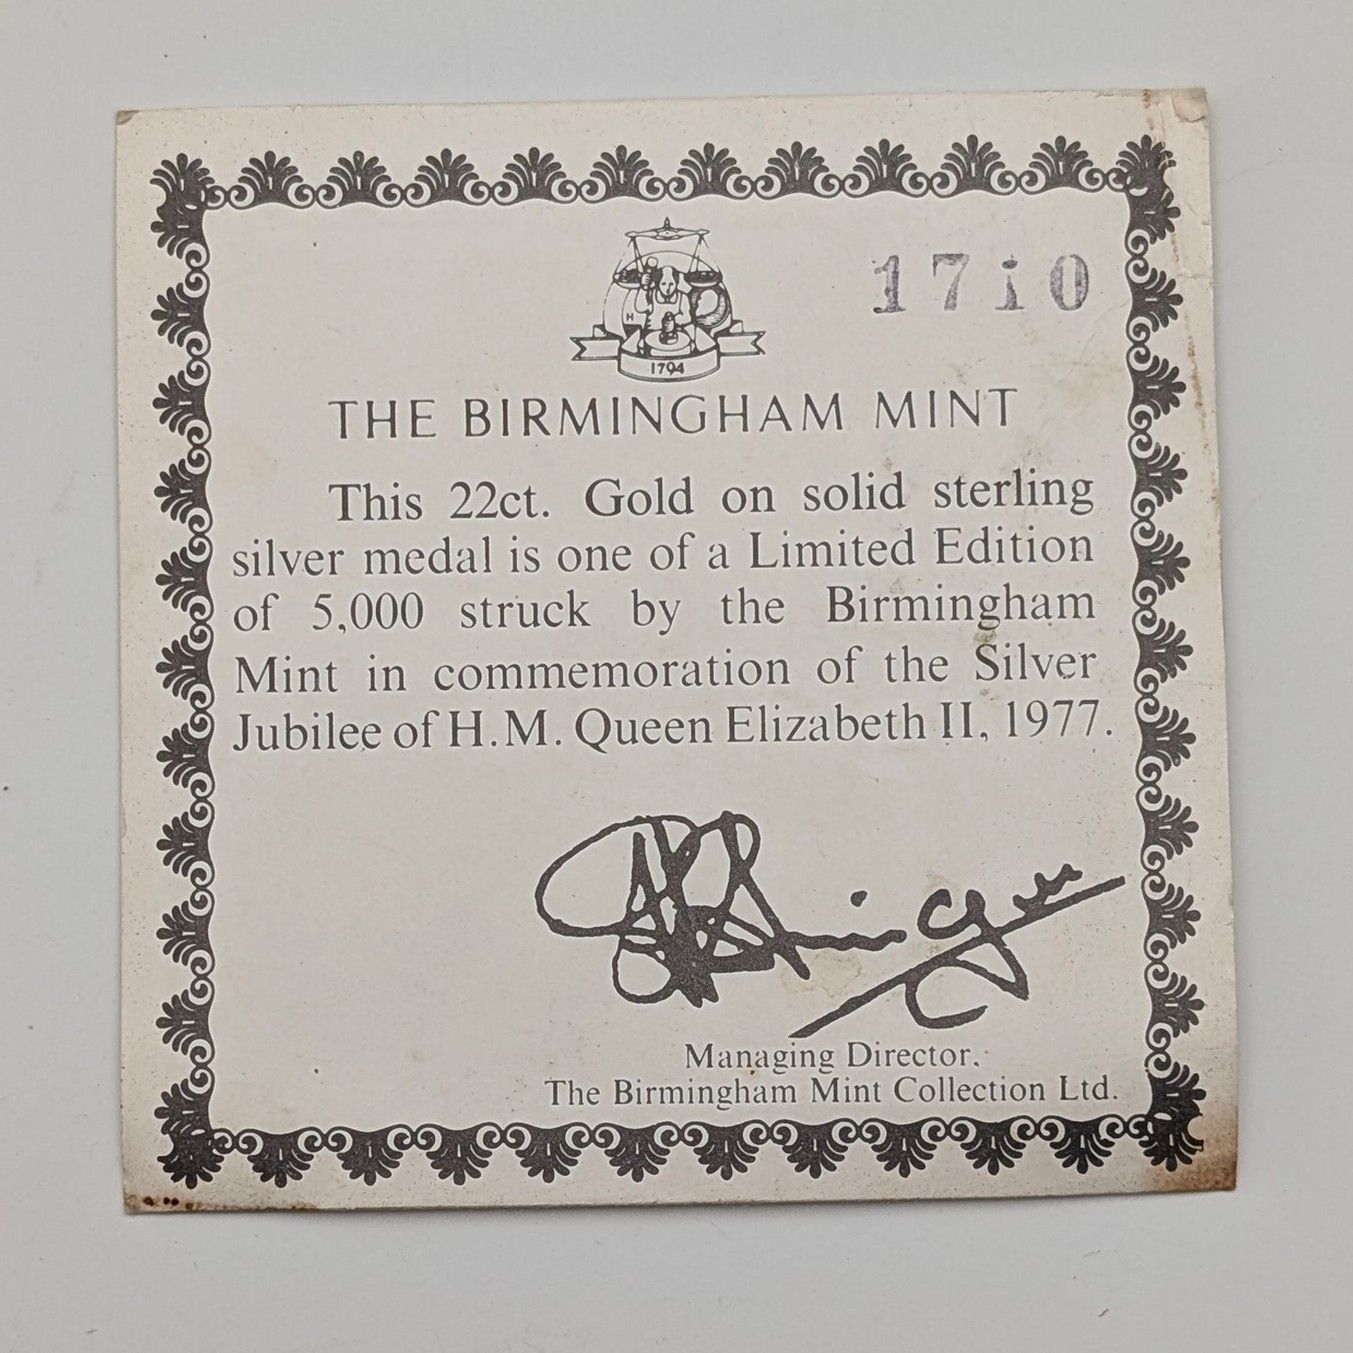 1710
H
1794
THE BIRMINGHAM MINT
This 22ct. Gold on solid sterling
silver medal is one of a Limited Edition
of 5,000 struck by the Birmingham
Mint in commemoration of the Silver
Jubilee of H.M. Queen Elizabeth II, 1977.
Managing Director.
The Birmingham Mint Collection Ltd.